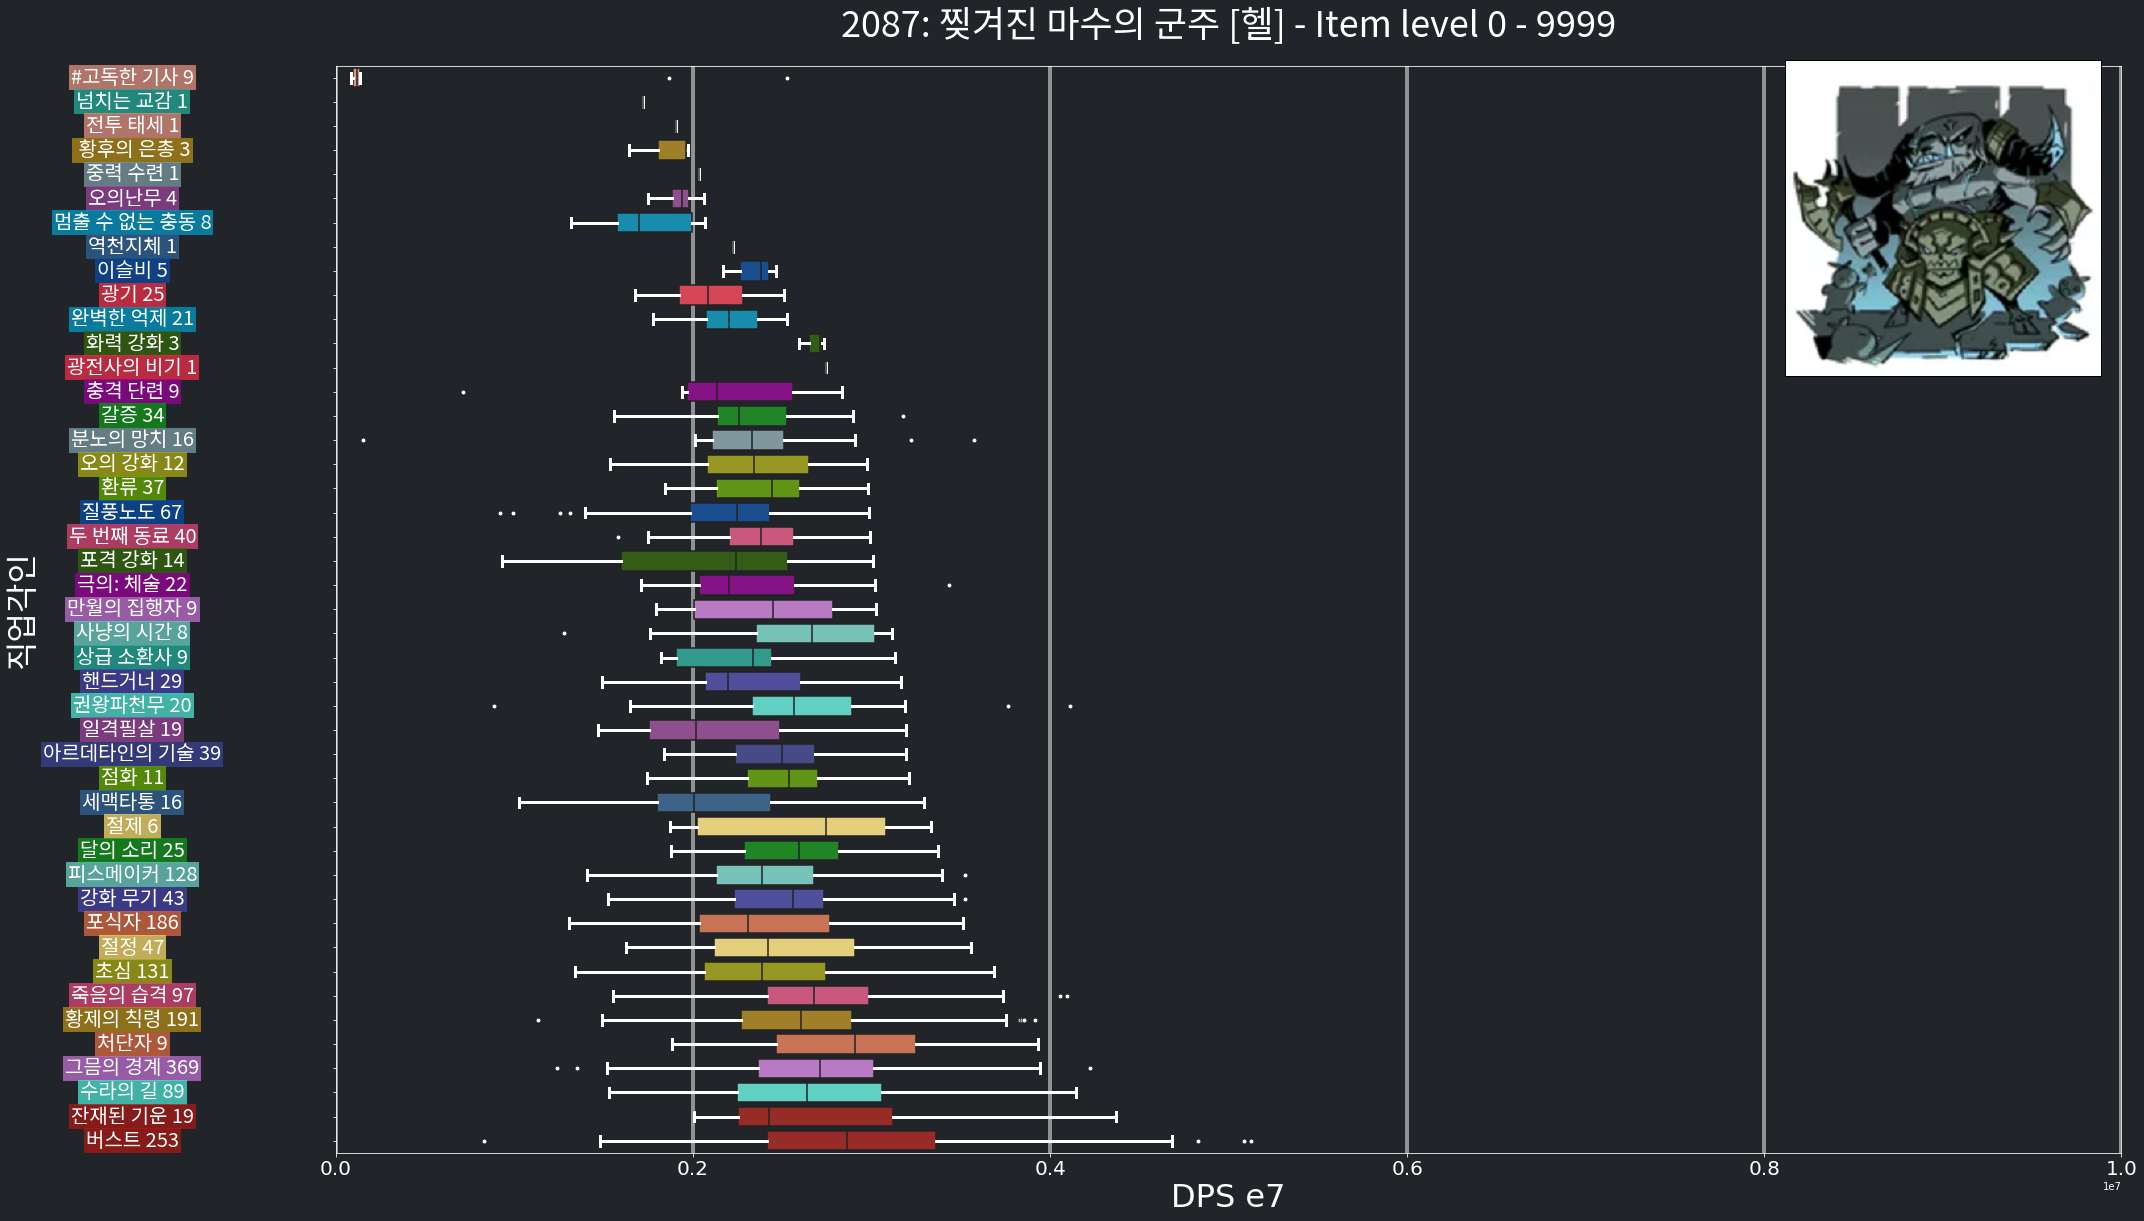 2087: 찢겨진 마수의 군주 [헬] - Item level 0 - 9999
#고독한 기사 9
넘치는 교감 1
전투 태세 1
황후의 은총 3
중력 수련 1
오의난무 4
멈출 수 없는 충동 8
역천지체 1
이슬비 5
광기 25
완벽한 억제 21
화력 강화 3
광전사의 비기 1
충격 단련 9
갈증 34
분노의 망치 16
오의 강화 12
환류 37
질풍노도 67
두 번째 동료 40
포격 강화 14
극의: 체술 22
만월의 집행자 9
사냥의 시간 8
상급 소환사 9
핸드거너 29
권왕파천무 20
일격필살 19
아르데타인의 기술 39
점화 11
세맥타통 16
절제 6
달의 소리 25
피스메이커 128
강화 무기 43
포식자 186
절정 47
초심 131
죽음의 습격 97
황제의 칙령 191
처단자 9
그믐의 경계 369
수라의 길 89
잔재된 기운 19
버스트 253
직업각인
0.0 0.2 0.4 0.6 0.8 1.0
1e7
DPS e7